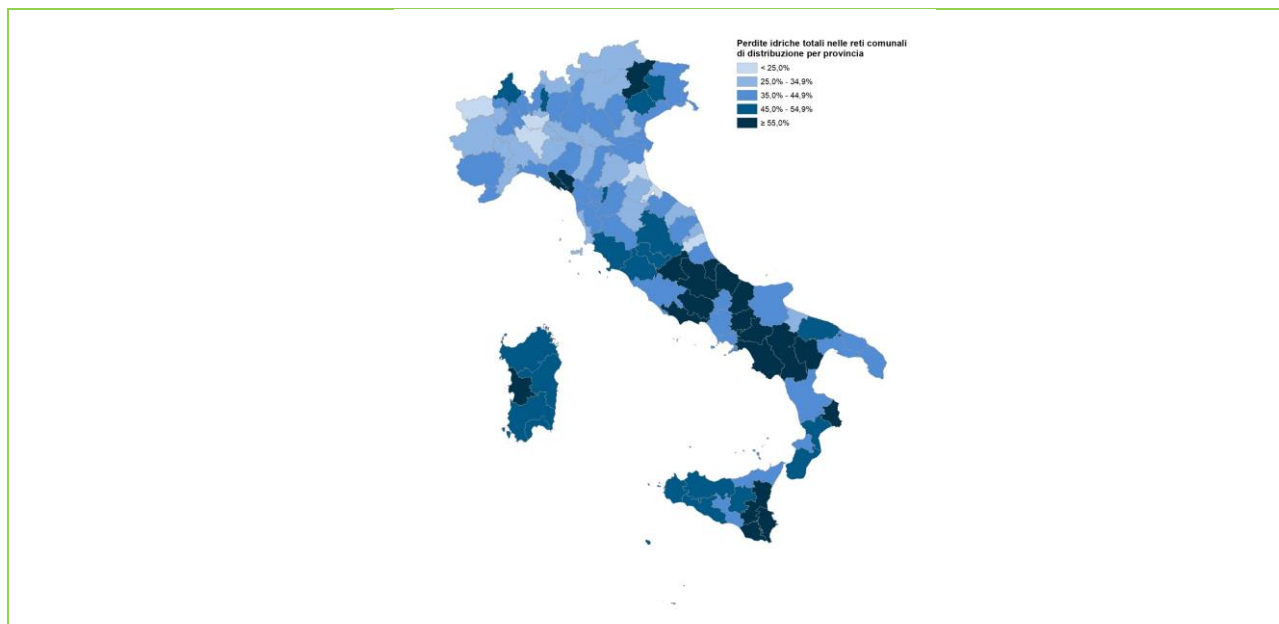 Perdite idriche totali nelle reti comunali
di distribuzione per provincia
< 25,0%
25,0% - 34,9%
35,0% - 44,9%
45,0% - 54,9%
≥ 55,0%